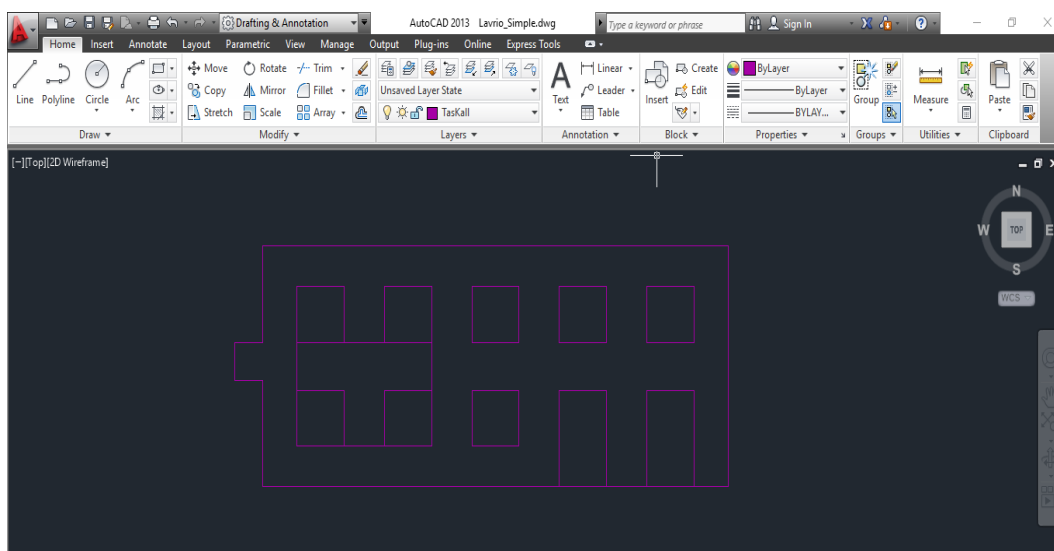 Drafting & Annotation AutoCAD 2013 Lavrio_Simple.dwg Type a keyword or phrase Sign In
Home Insert Annotate Layout Parametric View Manage Output Plug-ins Online Express Tools
Move Rotate Trim Linear Create ByLayer
Line Polyline Circle Arc Copy Mirror Fillet Unsaved Layer State Text Leader Insert Edit ByLayer Group Measure Paste
Stretch Scale Array TasKall Table BYLAY...
Draw Modify Layers Annotation Block Properties Groups Utilities Clipboard
[−][Top][2D Wireframe]
N
W TOP E
S
WCS